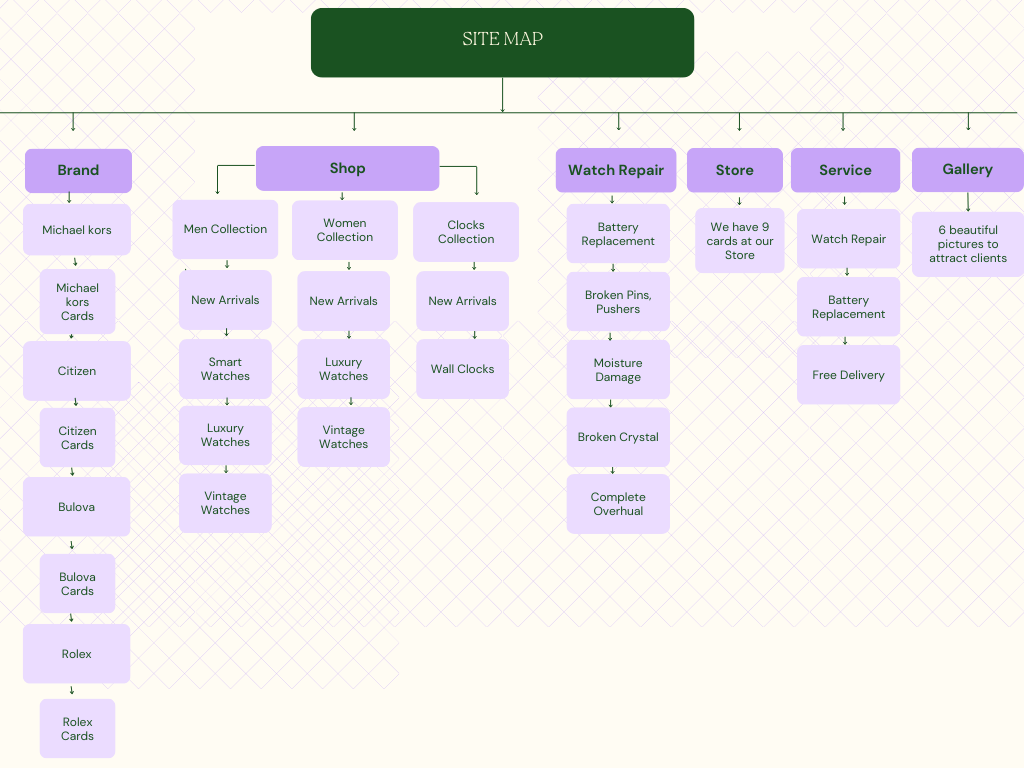 SITE MAP
Brand
Michael kors
Michael
kors
Cards
Citizen
Citizen
Cards
Bulova
Bulova
Cards
Rolex
Rolex
Cards
Shop
Men Collection
New Arrivals
Smart
Watches
Luxury
Watches
Vintage
Watches
Women
Collection
New Arrivals
Luxury
Watches
Vintage
Watches
Clocks
Collection
New Arrivals
Wall Clocks
Watch Repair
Battery
Replacement
Broken Pins,
Pushers
Moisture
Damage
Broken Crystal
Complete
Overhual
Store
We have 9
cards at our
Store
Service
Watch Repair
Battery
Replacement
Free Delivery
Gallery
6 beautiful
pictures to
attract clients